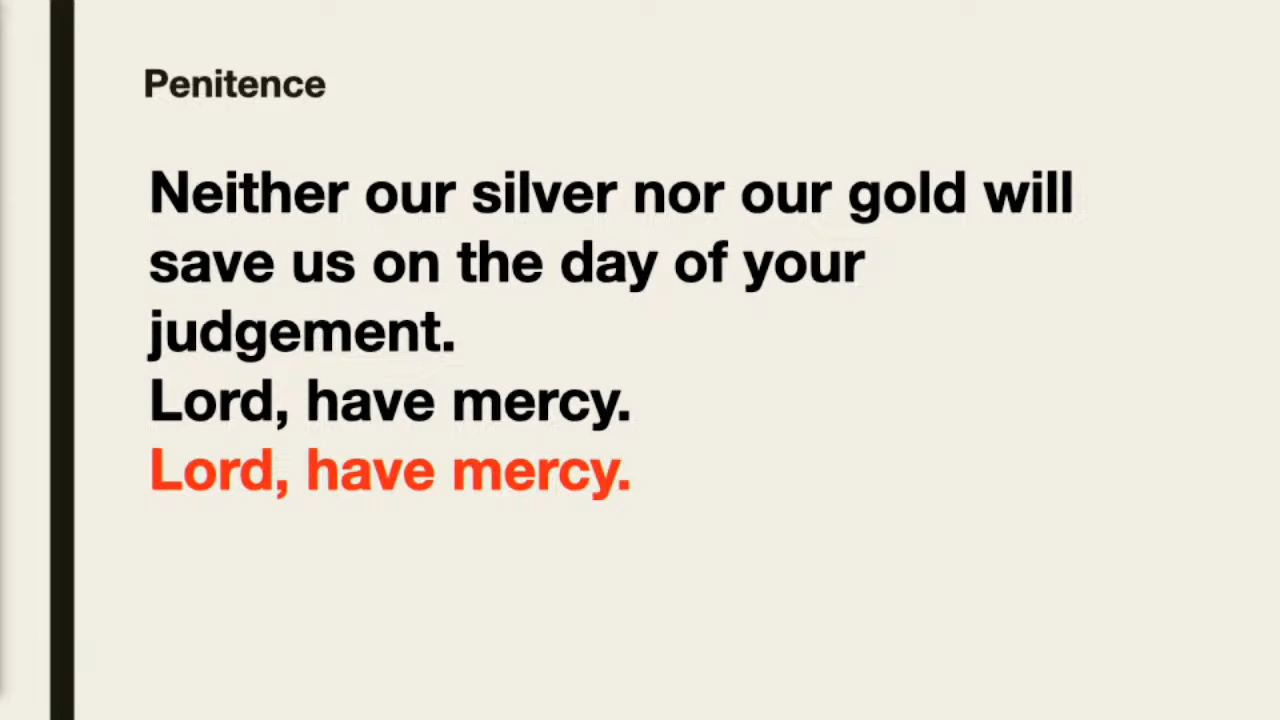 Penitence
Neither our silver nor our gold will
save us on the day of your
judgement.
Lord, have mercy.
Lord, have mercy.